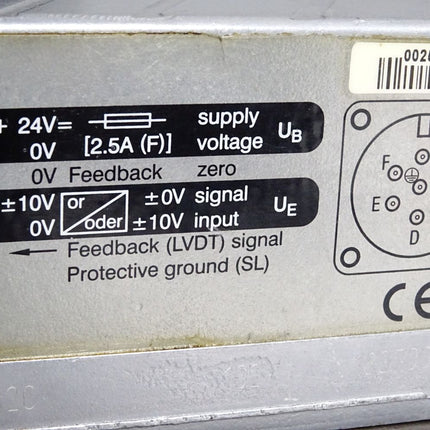 002
+ 24V= supply
0V [2.5A (F)] voltage UB
0V Feedback zero
±10V or ±0V signal
0V oder ±10V input UE
← Feedback (LVDT) signal
Protective ground (SL)
F
E
D
CE